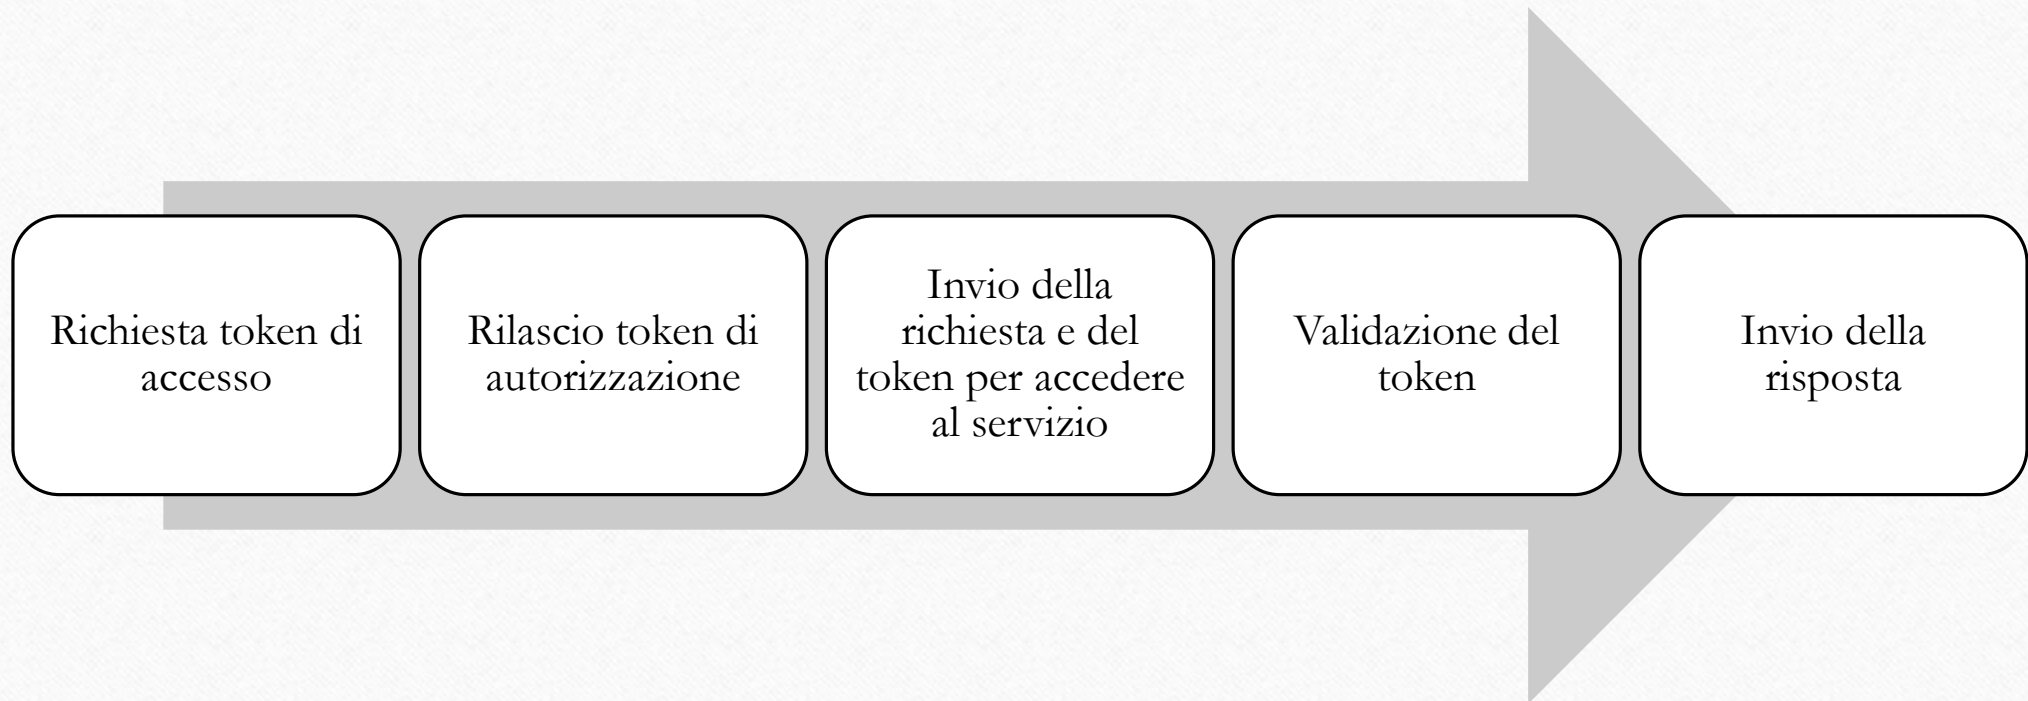 Richiesta token di
accesso
Rilascio token di
autorizzazione
Invio della
richiesta e del
token per accedere
al servizio
Validazione del
token
Invio della
risposta